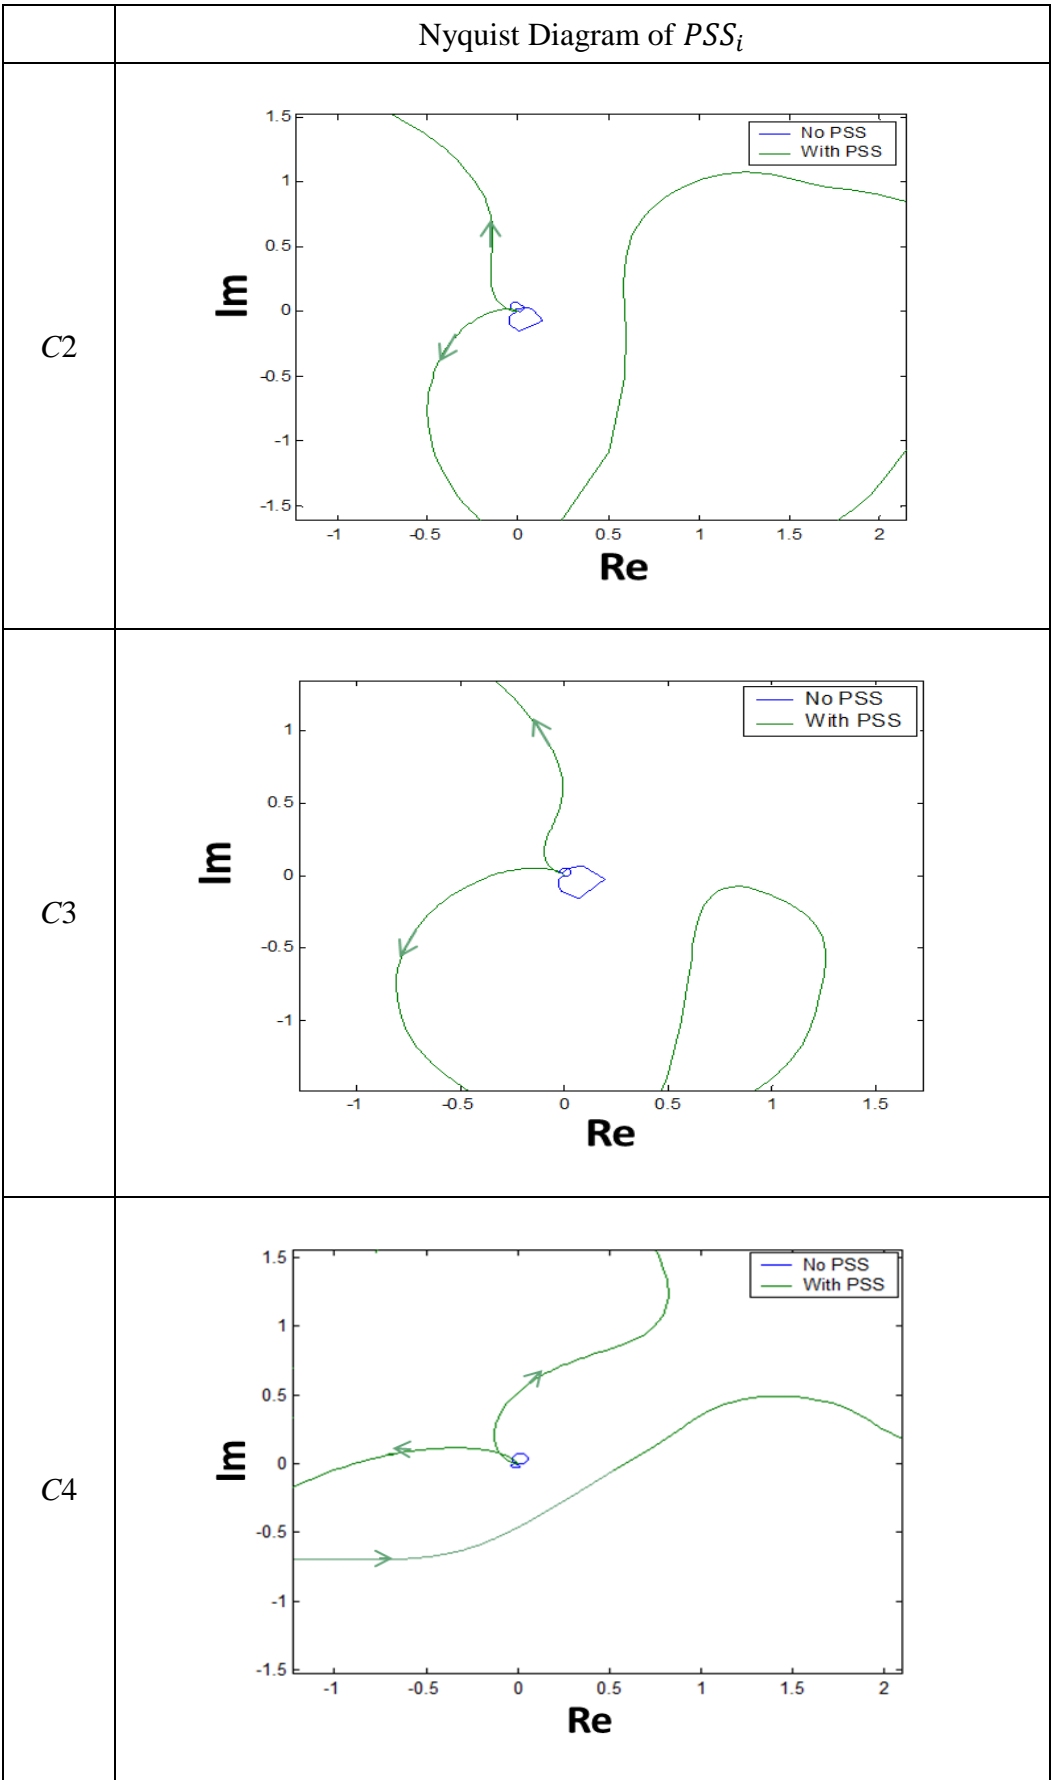 Nyquist Diagram of PSSᵢ
C2
No PSS
With PSS
1.5
1
0.5
0
-0.5
-1
-1.5
Im
-1 -0.5 0 0.5 1 1.5 2
Re
C3
No PSS
With PSS
1
0.5
0
-0.5
-1
Im
-1 -0.5 0 0.5 1 1.5
Re
C4
No PSS
With PSS
1.5
1
0.5
0
-0.5
-1
-1.5
Im
-1 -0.5 0 0.5 1 1.5 2
Re